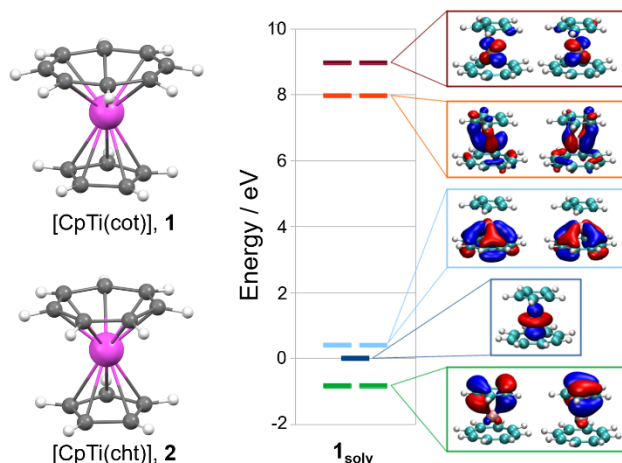 [CpTi(cot)], 1
[CpTi(cht)], 2
Energy / eV
10
8
6
4
2
0
-2
1solv